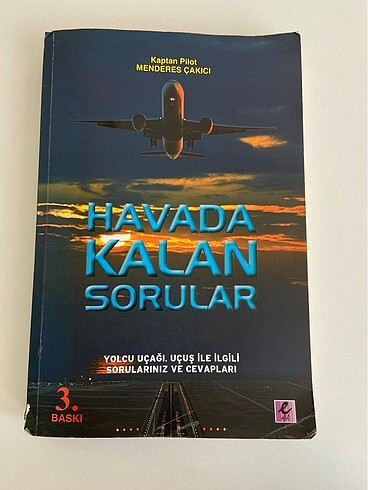 Kaptan Pilot
MENDERES ÇAKICI
HAVADA
KALAN
SORULAR
YOLCU UÇAĞI, UÇUŞ İLE İLGİLİ
SORULARINIZ VE CEVAPLARI
3.
BASKI
e